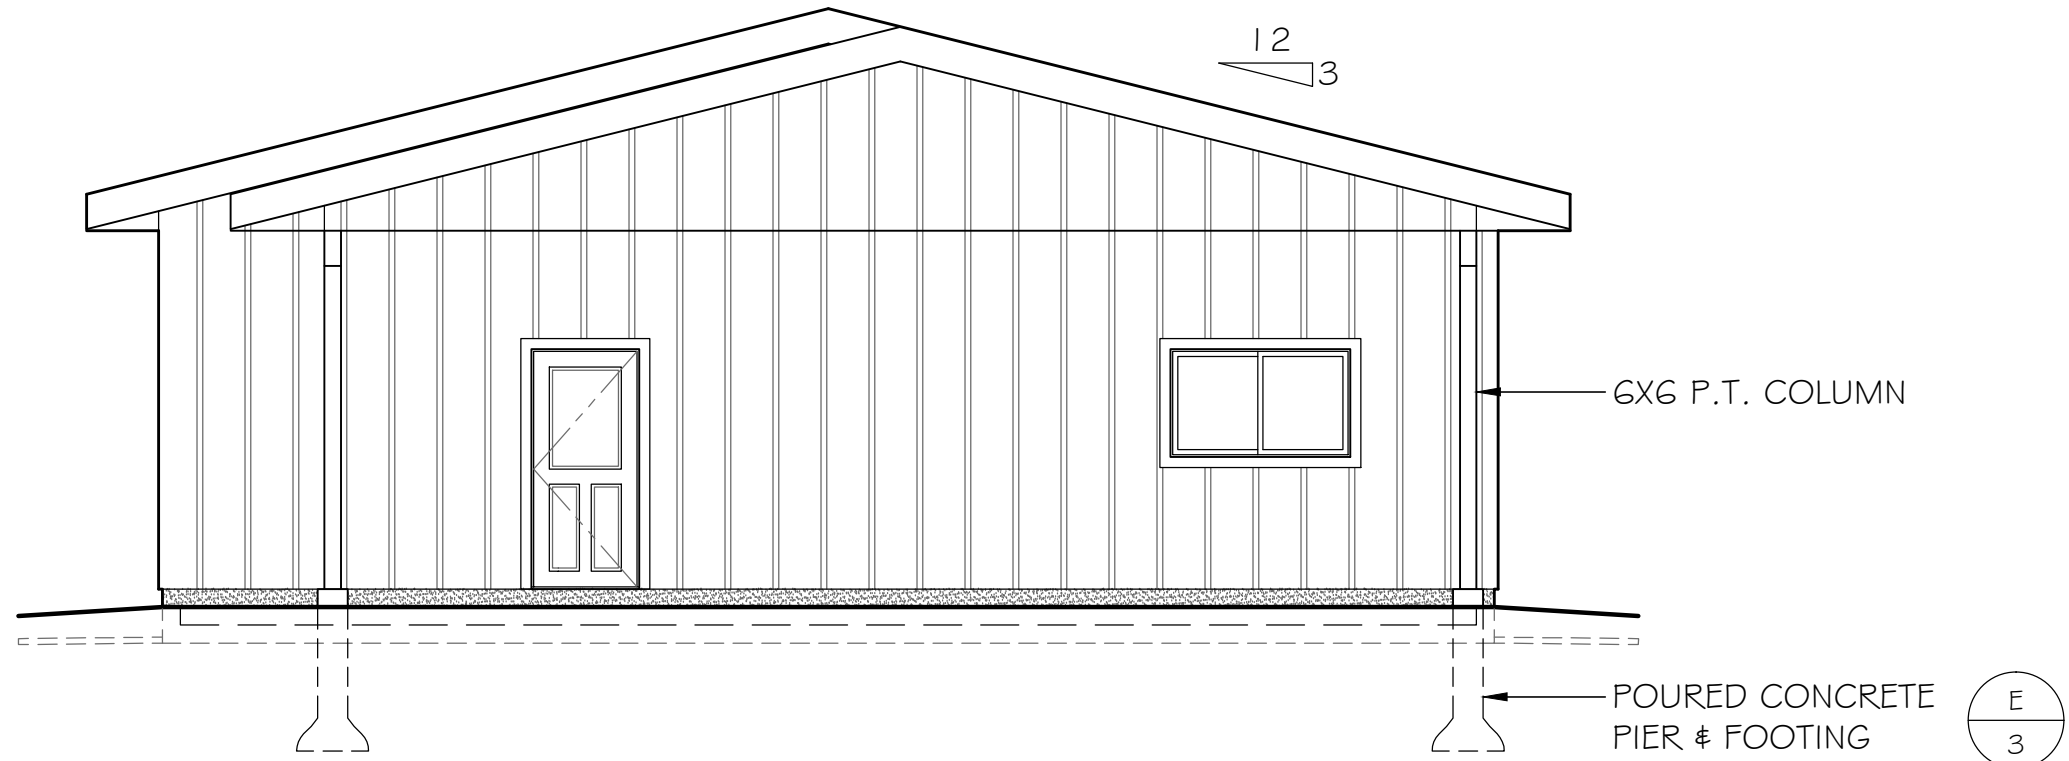 12
3
6X6 P.T. COLUMN
POURED CONCRETE
PIER & FOOTING
E
3